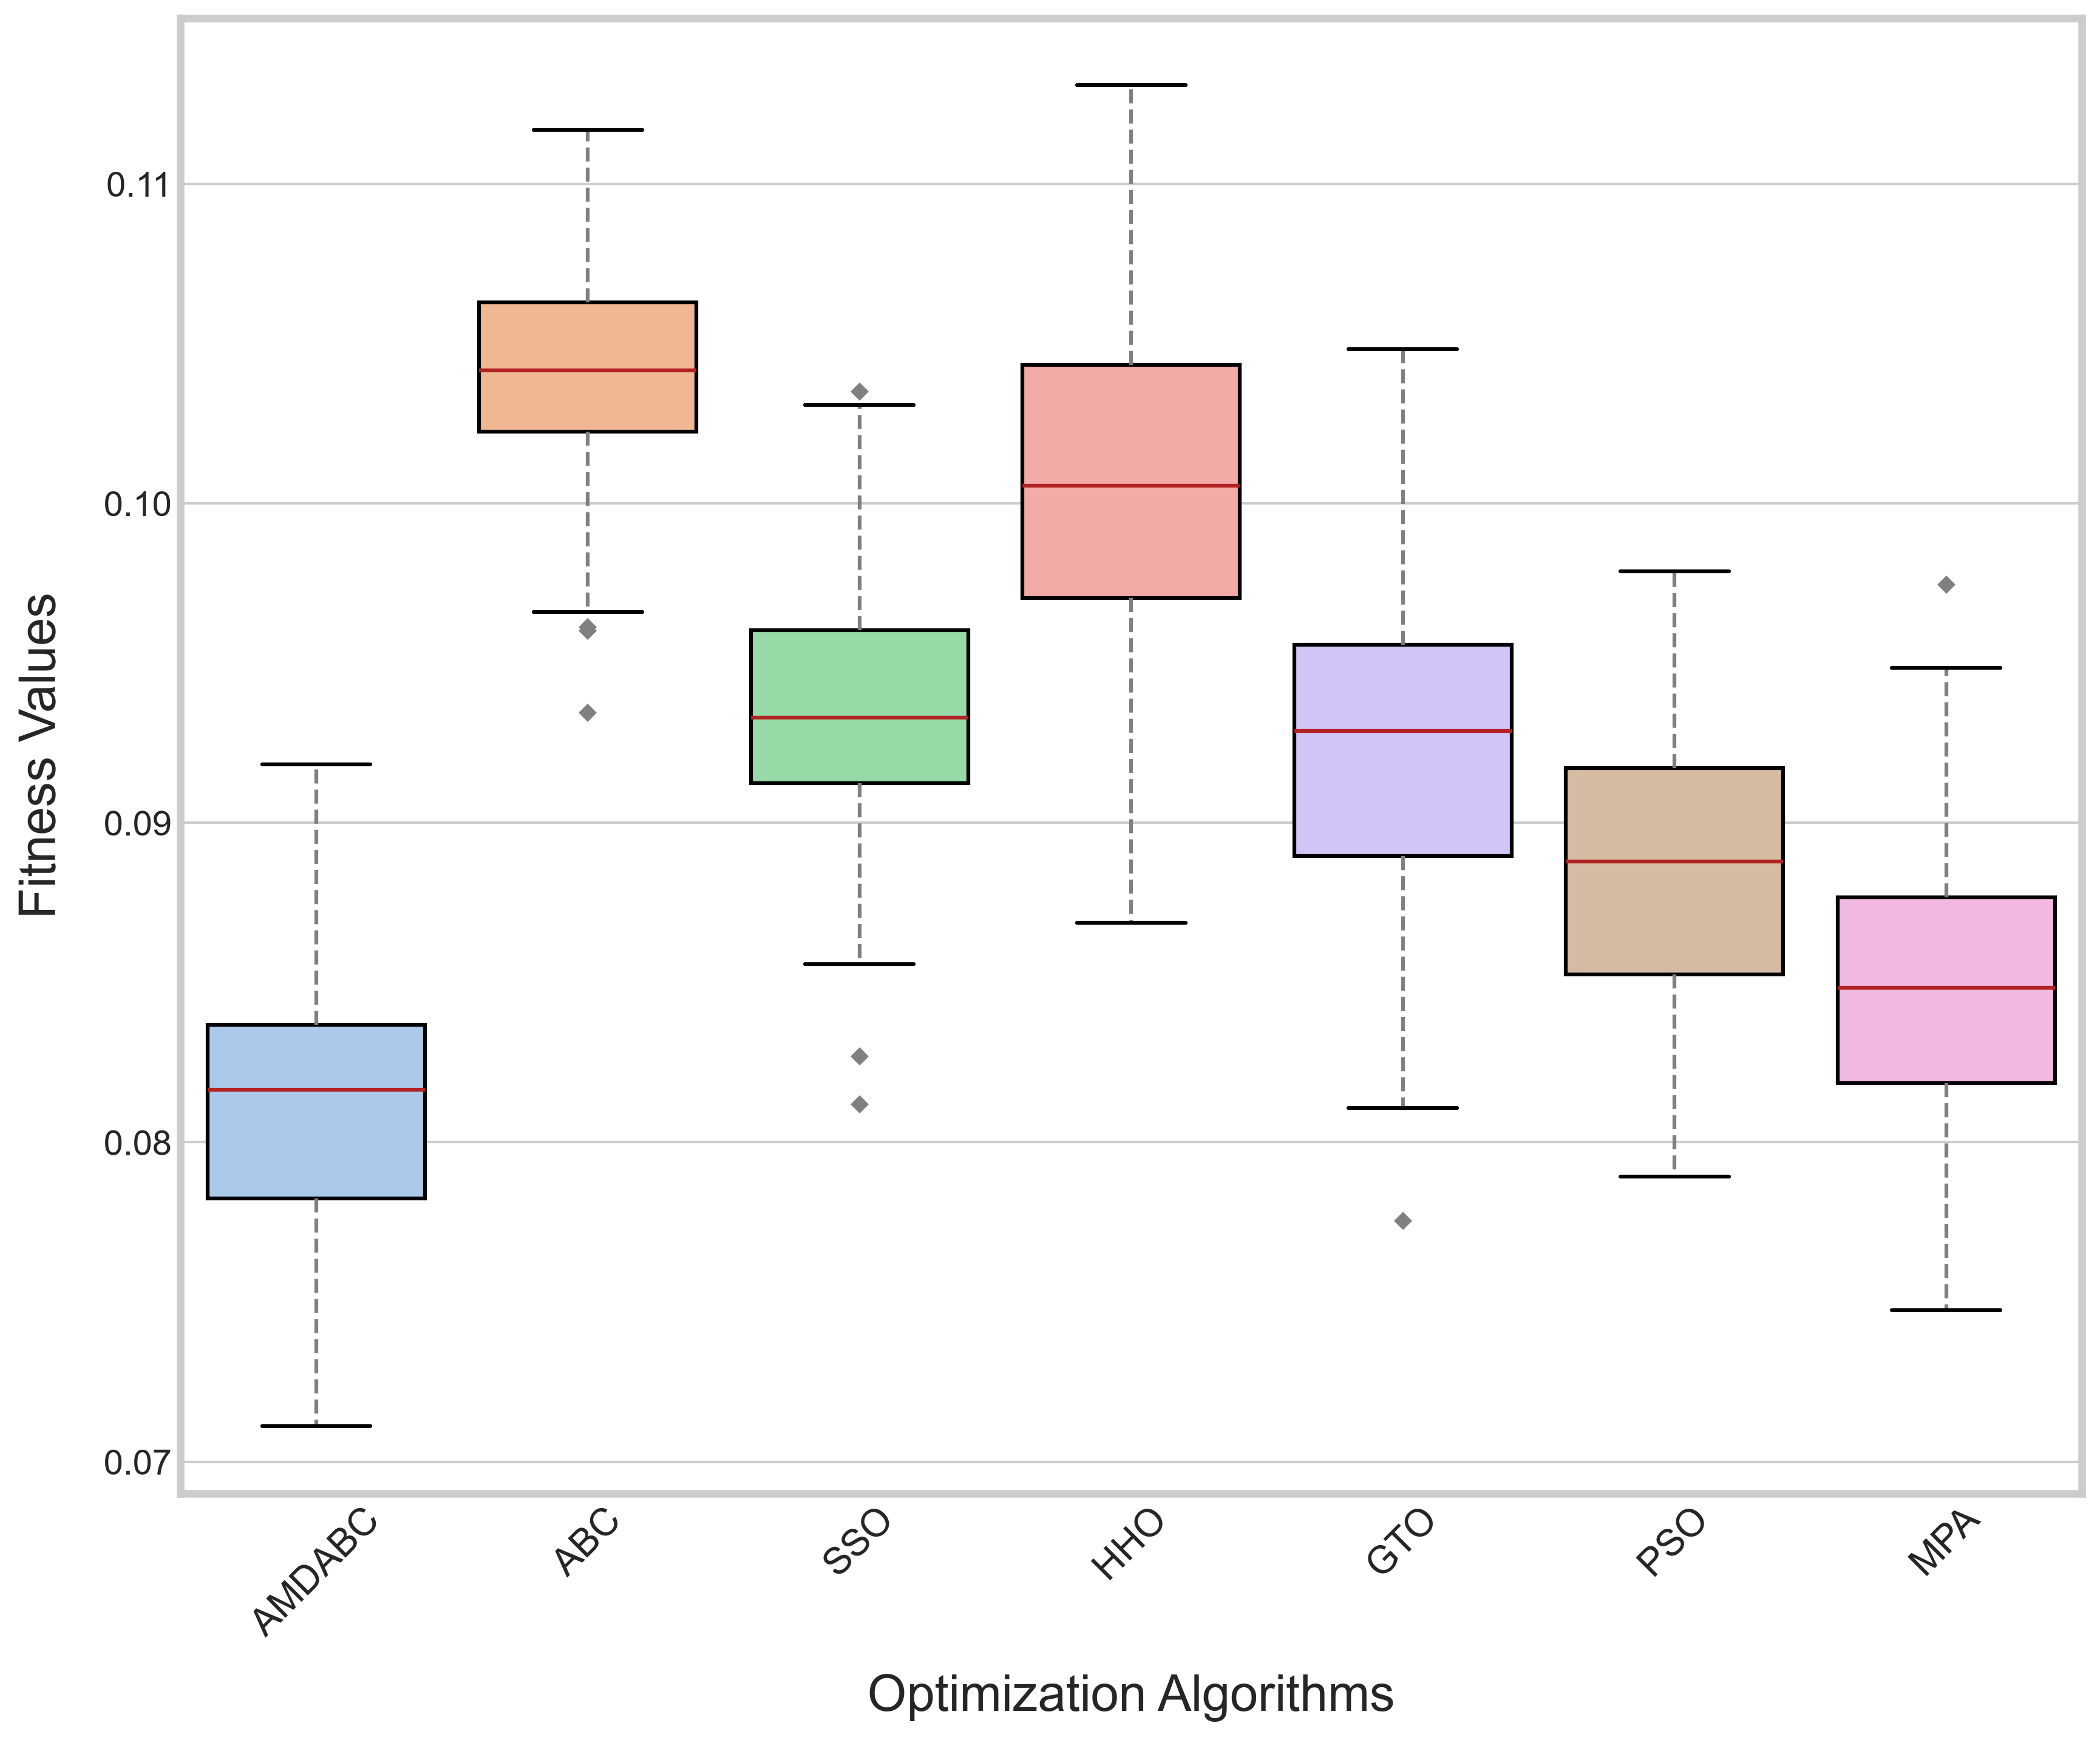 Fitness Values
0.11
0.10
0.09
0.08
0.07
AMDABC
ABC
SSO
HHO
GTO
PSO
MPA
Optimization Algorithms